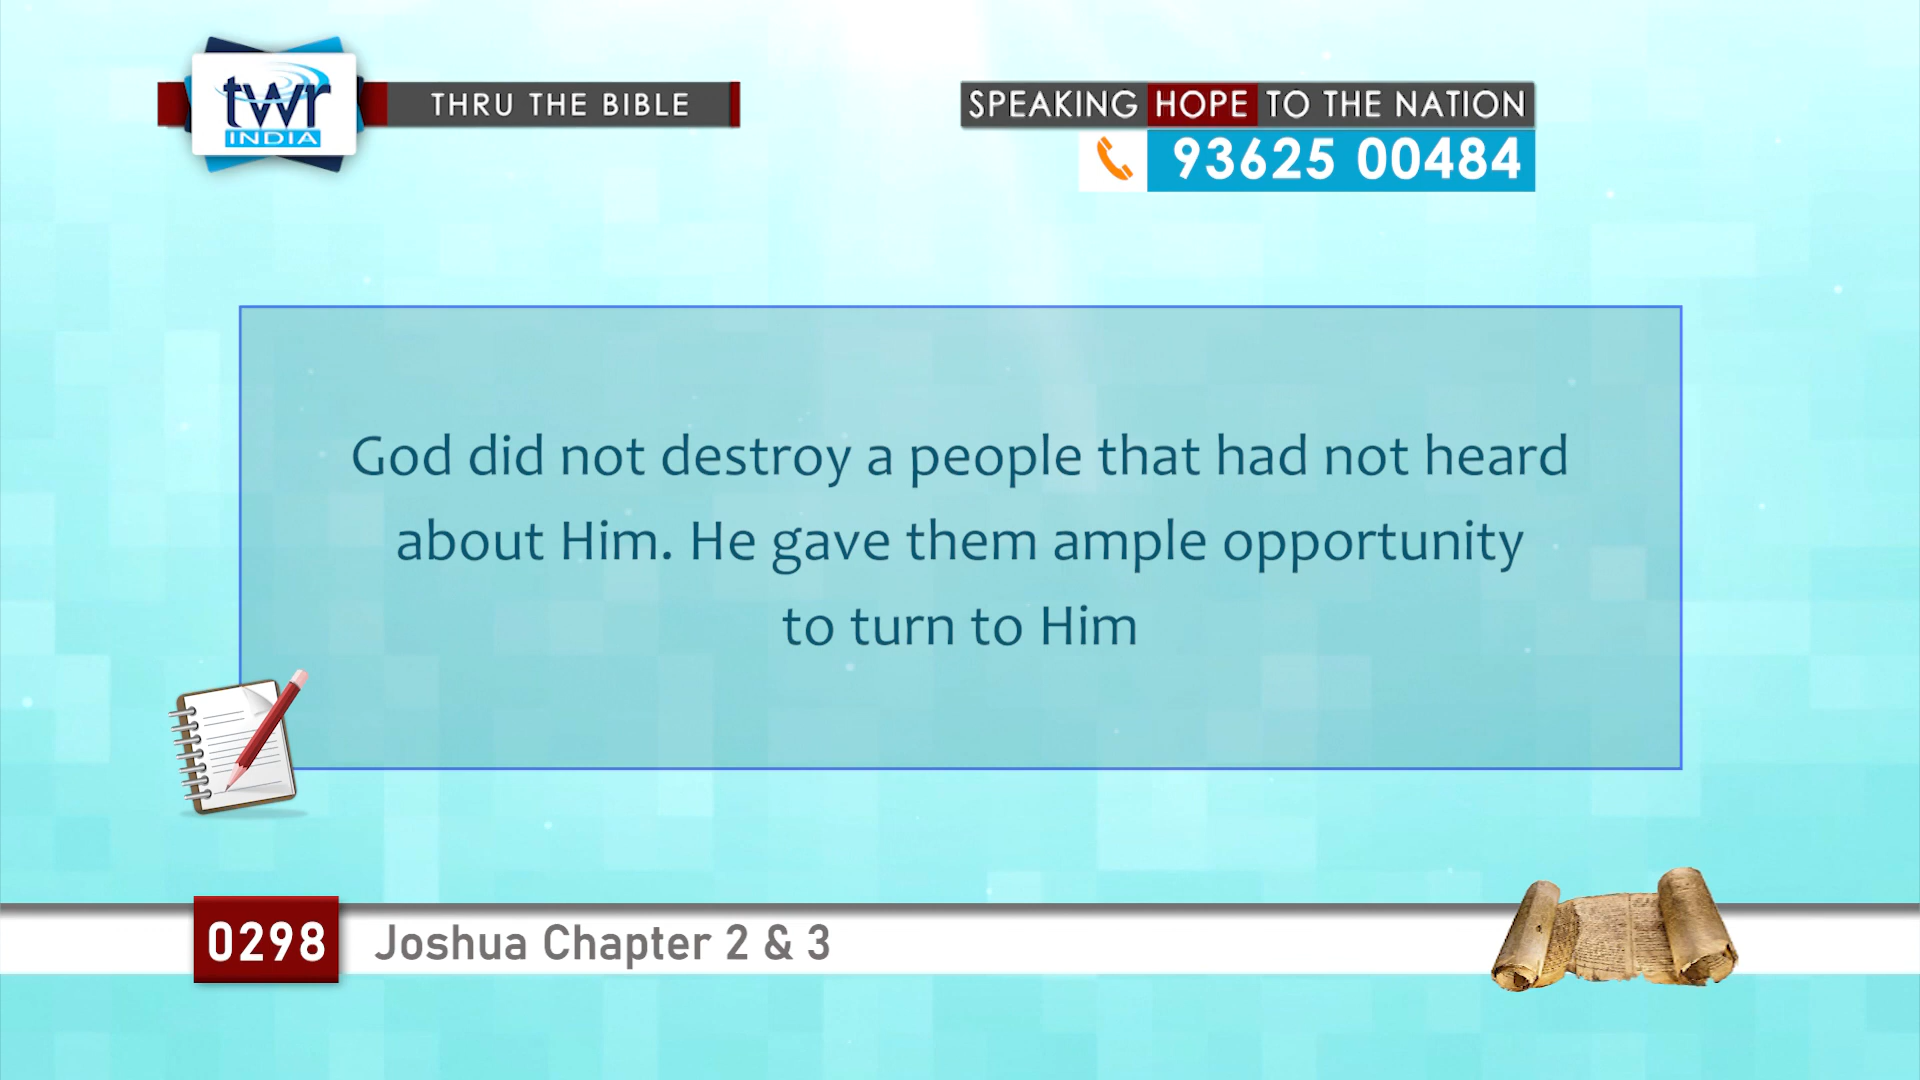 twr
INDIA
THRU THE BIBLE
SPEAKING HOPE TO THE NATION
93625 00484
God did not destroy a people that had not heard
about Him. He gave them ample opportunity
to turn to Him
0298
Joshua Chapter 2 & 3